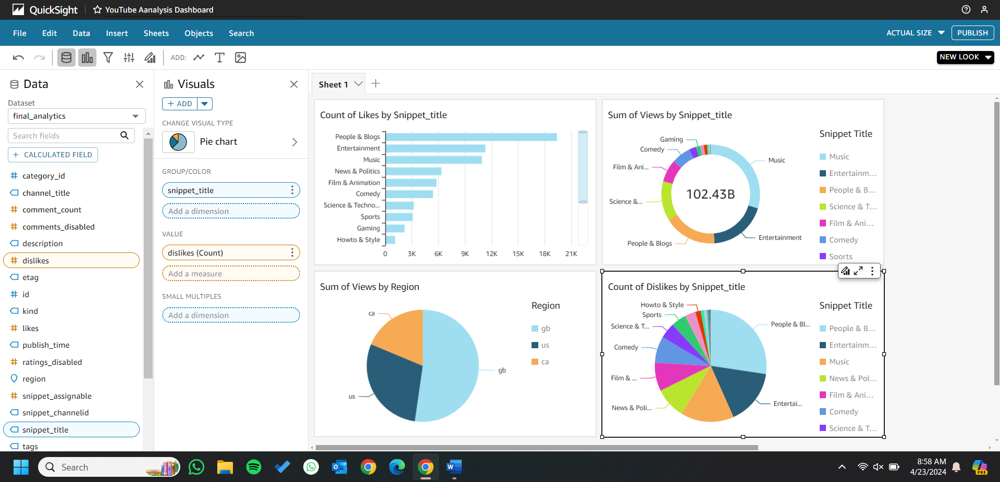 QuickSight
YouTube Aanalysis Dashboard
File Edit Data Insert Sheets Objects Search
ACTUAL SIZE
PUBLISH
ADD:
NEW LOOK
Data
Dataset
final_analytics
Search fields
+ CALCULATED FIELD
category_id
channel_title
comment_count
comments_disabled
description
dislikes
etag
id
kind
likes
publish_time
ratings_disabled
region
snippet_assignable
snippet_channelid
snippet_title
tags
Visuals
+ ADD
CHANGE VISUAL TYPE
Pie chart
GROUP/COLOR
snippet_title
Add a dimension
VALUE
dislikes (Count)
Add a measure
SMALL MULTIPLES
Add a dimension
Sheet 1
Count of Likes by Snippet_title
People & Blogs
Entertainment
Music
News & Politics
Film & Animation
Comedy
Science & Techno...
Sports
Gaming
Howto & Style
0 3K 6K 9K 12K 15K 18K 21K
Sum of Views by Snippet_title
Gaming
Comedy
Film & Ani...
Science &...
People & Blogs
Music
Entertainment
102.43B
Snippet Title
Music
Entertainm...
People & B...
Science & T...
Film & Ani...
Comedy
Sports
Sum of Views by Region
ca
us
gb
Region
gb
us
ca
Count of Dislikes by Snippet_title
Howto & Style
Sports
Science & T...
Comedy
Film & ...
News & Poli...
People & Bl...
Entertai...
Snippet Title
People & B...
Entertainm...
Music
News & Pol...
Film & Ani...
Comedy
Science & T...
Search
PRE
8:58 AM
4/23/2024